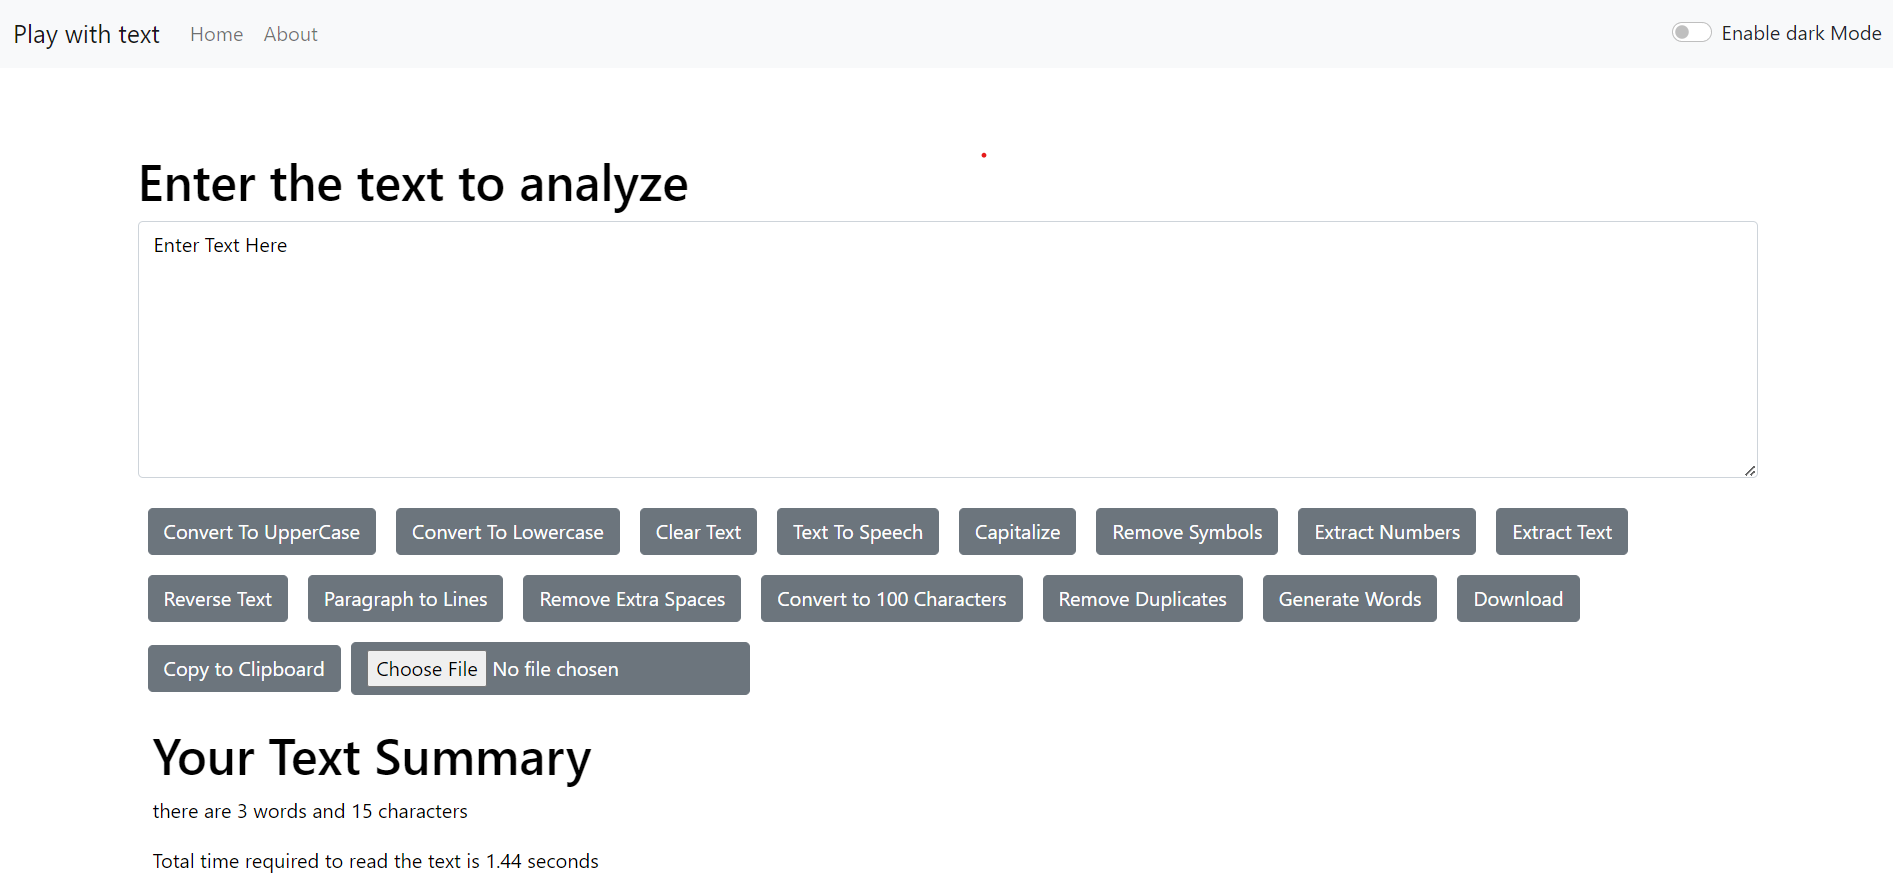 Play with text Home About Enable dark Mode
Enter the text to analyze
Enter Text Here
Convert To UpperCase Convert To Lowercase Clear Text Text To Speech Capitalize Remove Symbols Extract Numbers Extract Text
Reverse Text Paragraph to Lines Remove Extra Spaces Convert to 100 Characters Remove Duplicates Generate Words Download
Copy to Clipboard Choose File No file chosen
Your Text Summary
there are 3 words and 15 characters
Total time required to read the text is 1.44 seconds